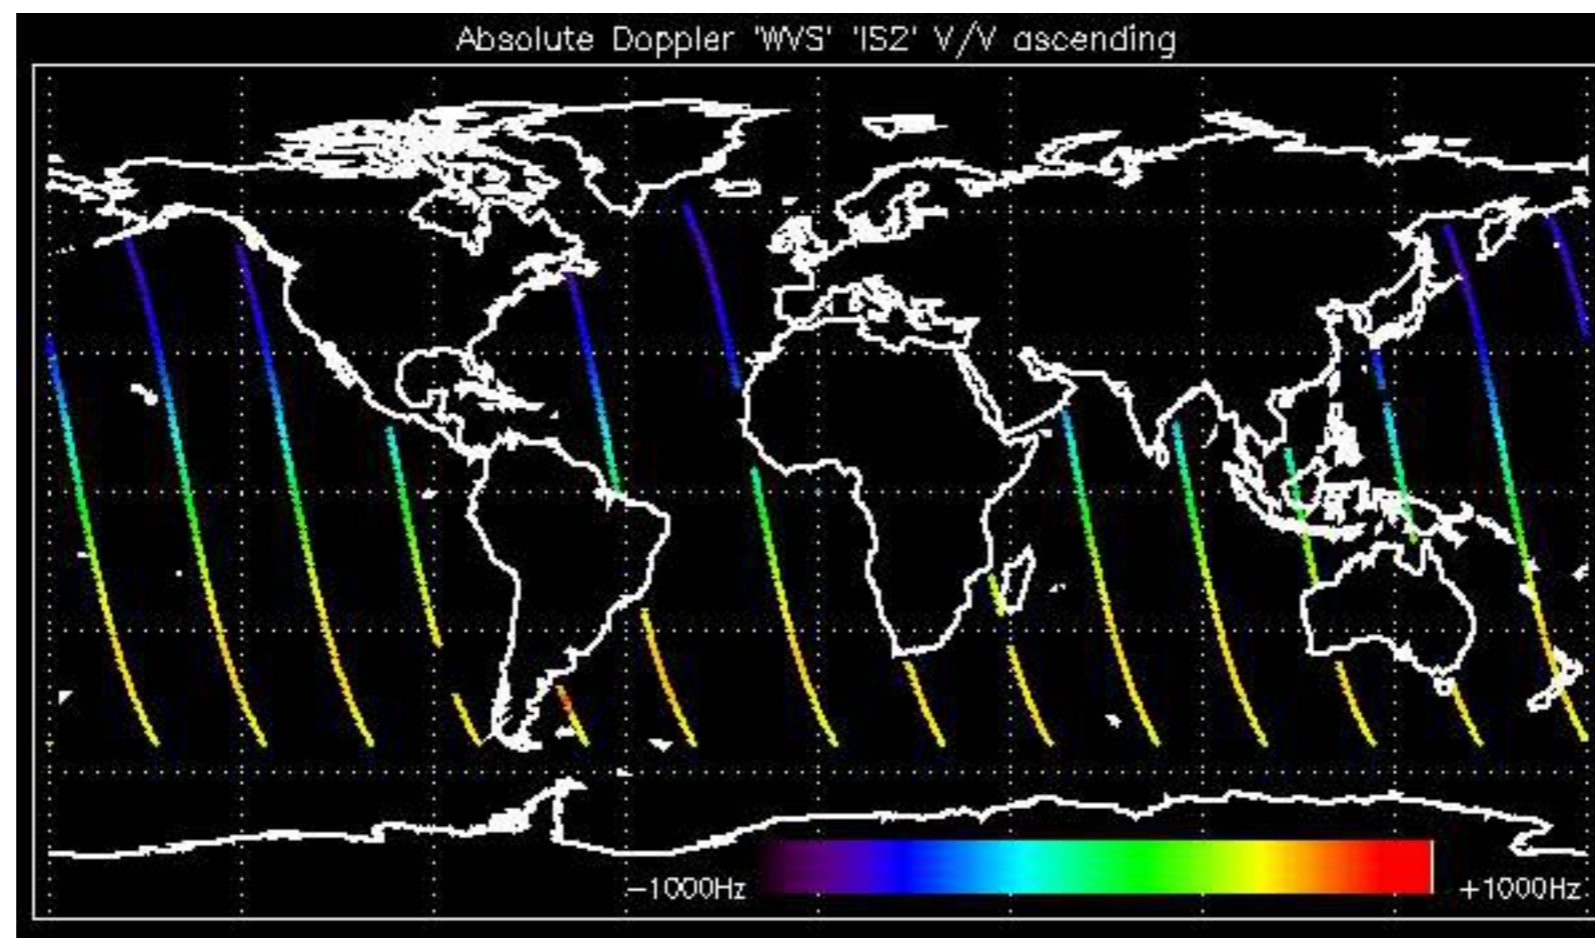 Absolute Doppler 'WVS' 'IS2' V/V ascending
−1000Hz +1000Hz